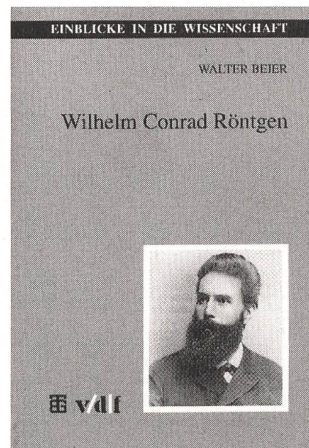 EINBLICKE IN DIE WISSENSCHAFT
WALTER BEIER
Wilhelm Conrad Röntgen
v/d/f